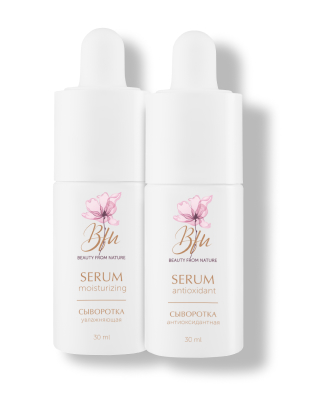 Bfn
BEAUTY FROM NATURE
SERUM
moisturizing
СЫВОРОТКА
увлажняющая
30 ml
Bfn
BEAUTY FROM NATURE
SERUM
antioxidant
СЫВОРОТКА
антиоксидантная
30 ml